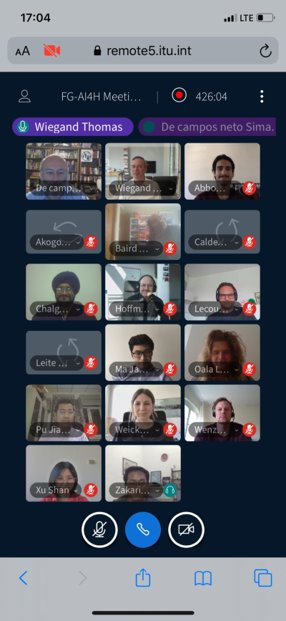 17:04
LTE
AA
remote5.itu.int
FG-AI4H Meeti...
426:04
Wiegand Thomas
De campos neto Sima.
De camp...
Wiegand ...
Abbo...
Akogo...
Baird ...
Calde...
Chalg...
Hoffm...
Lecou...
Leite ...
Ma Ja...
Oala L...
Pu Jia...
Weick...
Wenz...
Xu Shan
Zakari...